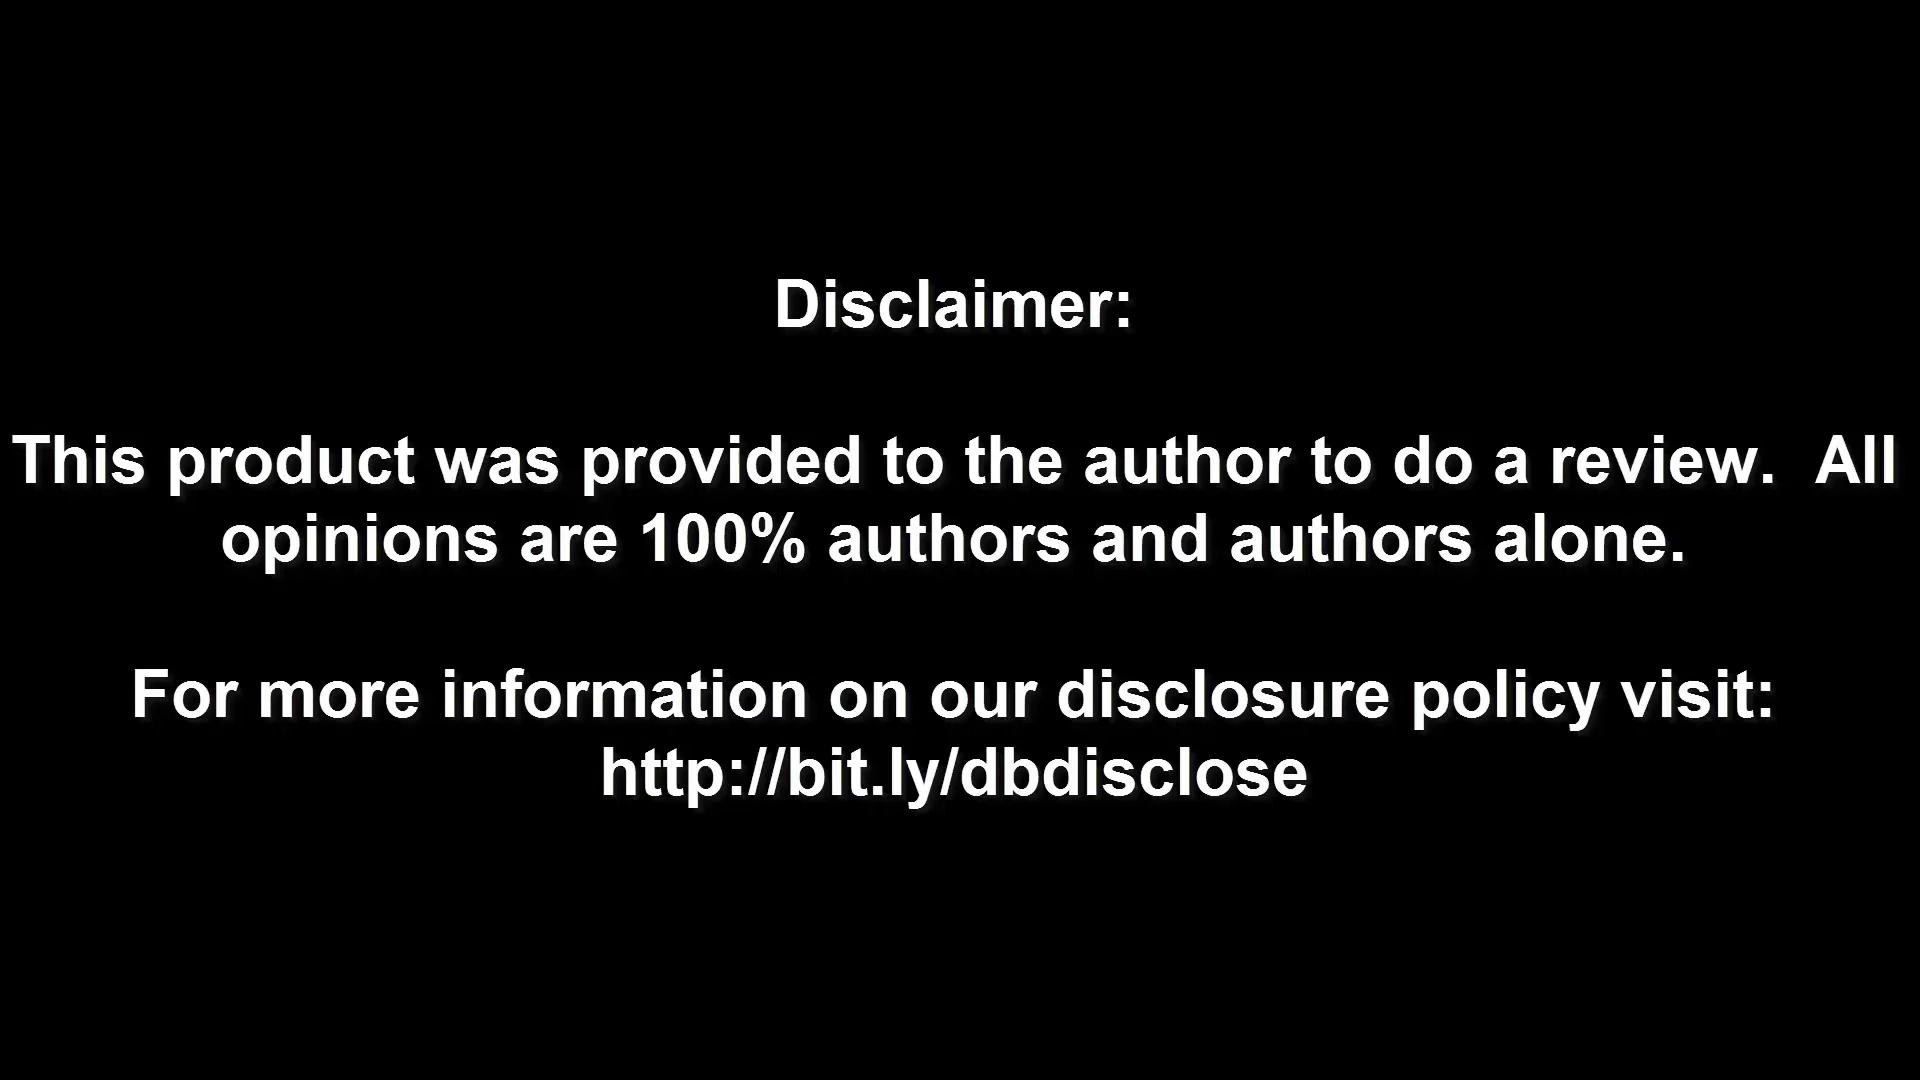 Disclaimer:
This product was provided to the author to do a review.  All
opinions are 100% authors and authors alone.
For more information on our disclosure policy visit:
http://bit.ly/dbdisclose